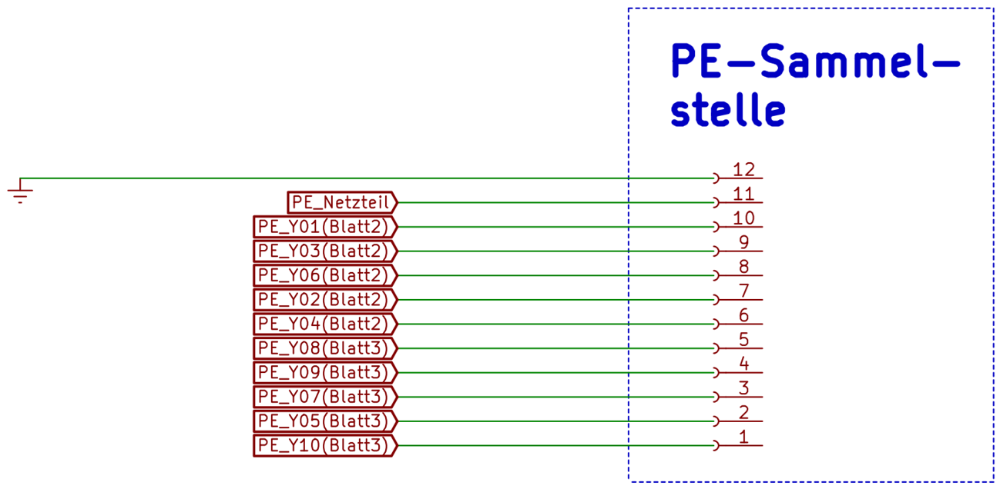 PE-Sammel-
stelle
12
PE_Netzteil 11
PE_Y01(Blatt2) 10
PE_Y03(Blatt2) 9
PE_Y06(Blatt2) 8
PE_Y02(Blatt2) 7
PE_Y04(Blatt2) 6
PE_Y08(Blatt3) 5
PE_Y09(Blatt3) 4
PE_Y07(Blatt3) 3
PE_Y05(Blatt3) 2
PE_Y10(Blatt3) 1